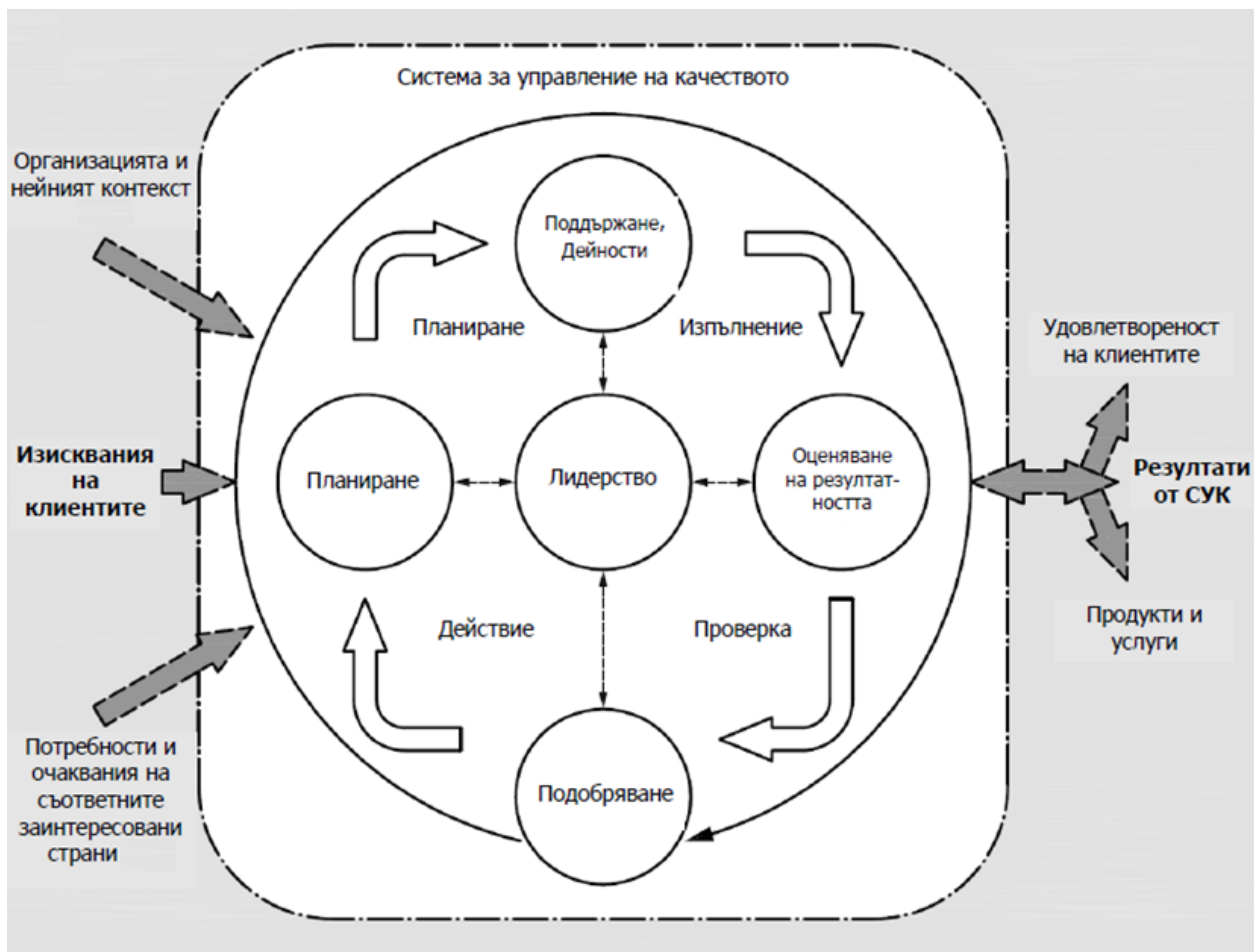 Система за управление на качеството
Организацията и
нейният контекст
Поддържане,
Дейности
Планиране
Изпълнение
Удовлетвореност
на клиентите
Изисквания
на
клиентите
Планиране
Лидерство
Оценяване
на резултат-
ността
Резултати
от СУК
Действие
Проверка
Продукти и
услуги
Потребности и
очаквания на
съответните
заинтересовани
страни
Подобряване